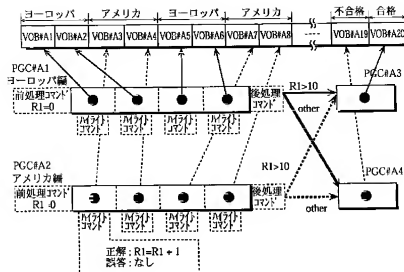 ヨーロッパ アメリカ ヨーロッパ アメリカ 不合格 合格
VOB#A1 VOB#A2 VOB#A3 VOB#A4 VOB#A5 VOB#A6 VOB#A7 VOB#A8 VOB#A19 VOB#A20
PGC#A1
ヨーロッパ編
前処理コマンド
R1=0
後処理
コマンド
R1>10
other
PGC#A3
ハイライト
コマンド
ハイライト
コマンド
ハイライト
コマンド
ハイライト
コマンド
PGC#A2
アメリカ編
前処理コマンド
後処理
コマンド
R1>10
other
PGC#A4
ハイライト
コマンド
ハイライト
コマンド
ハイライト
コマンド
ハイライト
コマンド
正解：R1=R1+1
誤答：なし